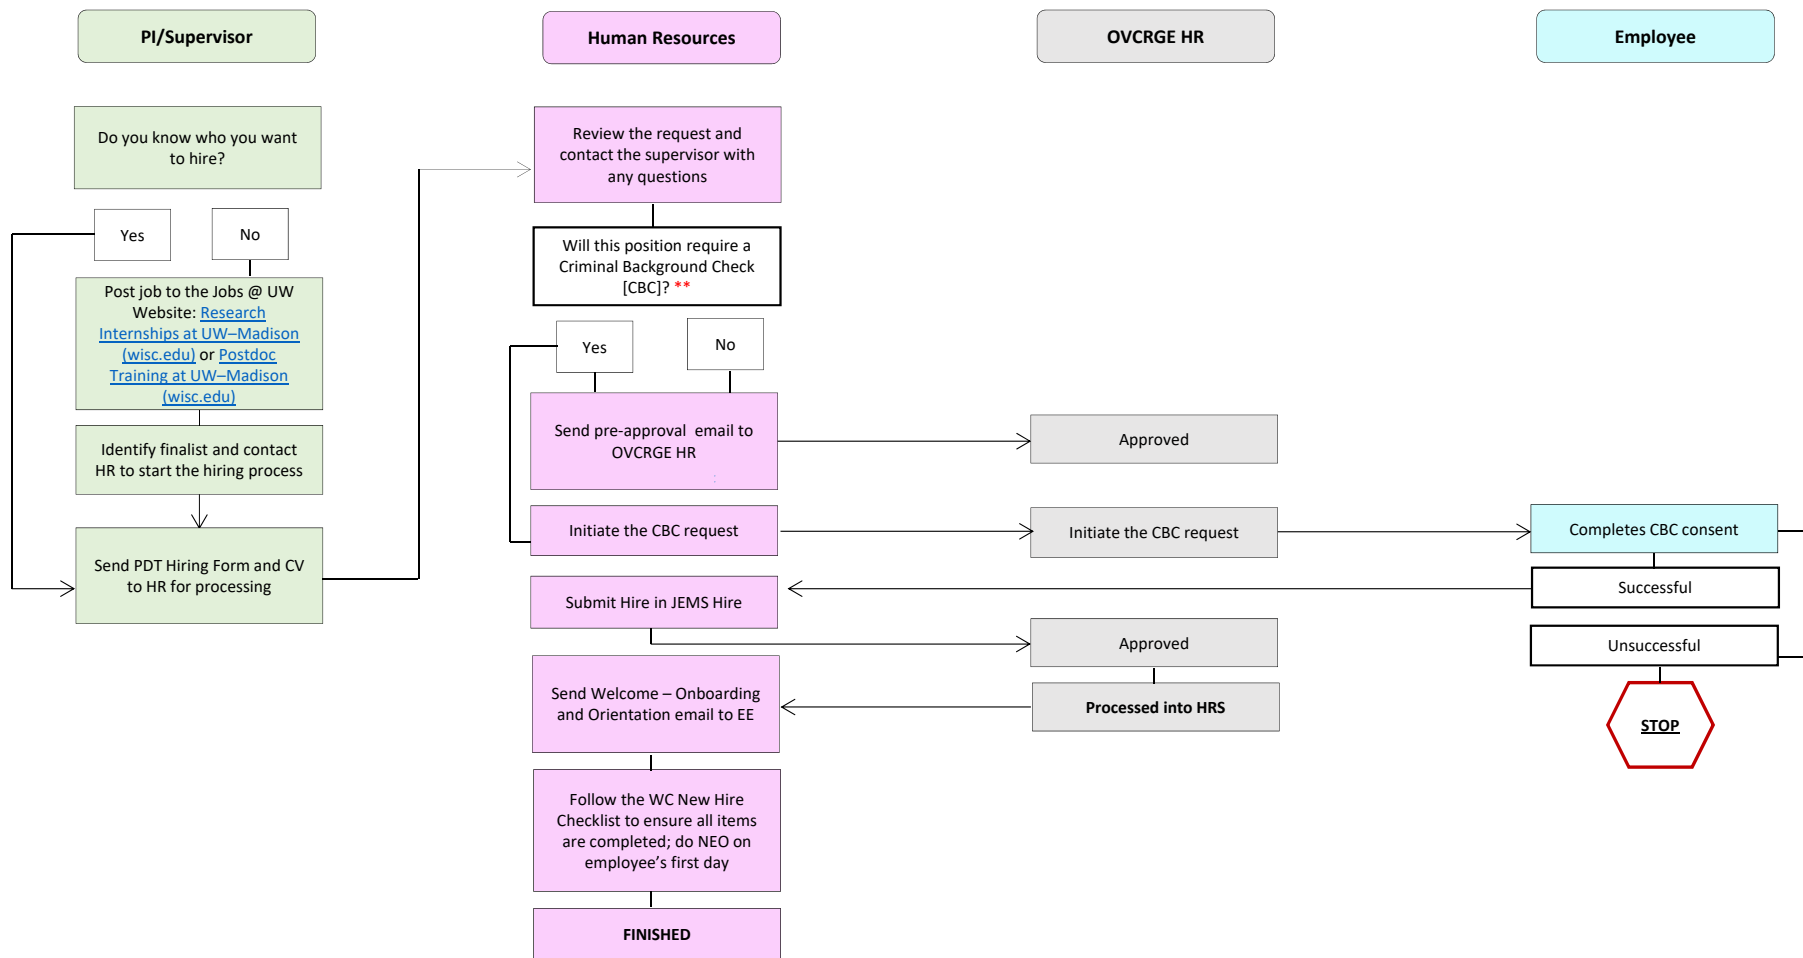 PI/Supervisor
Human Resources
OVCRGE HR
Employee
Do you know who you want
to hire?
Yes
No
Post job to the Jobs @ UW
Website: Research
Internships at UW–Madison
(wisc.edu) or Postdoc
Training at UW–Madison
(wisc.edu)
Identify finalist and contact
HR to start the hiring process
Send PDT Hiring Form and CV
to HR for processing
Review the request and
contact the supervisor with
any questions
Will this position require a
Criminal Background Check
[CBC]? **
Yes
No
Send pre-approval email to
OVCRGE HR
:
Approved
Initiate the CBC request
Initiate the CBC request
Completes CBC consent
Successful
Submit Hire in JEMS Hire
Approved
Unsuccessful
Send Welcome – Onboarding
and Orientation email to EE
Processed into HRS
STOP
Follow the WC New Hire
Checklist to ensure all items
are completed; do NEO on
employee’s first day
FINISHED